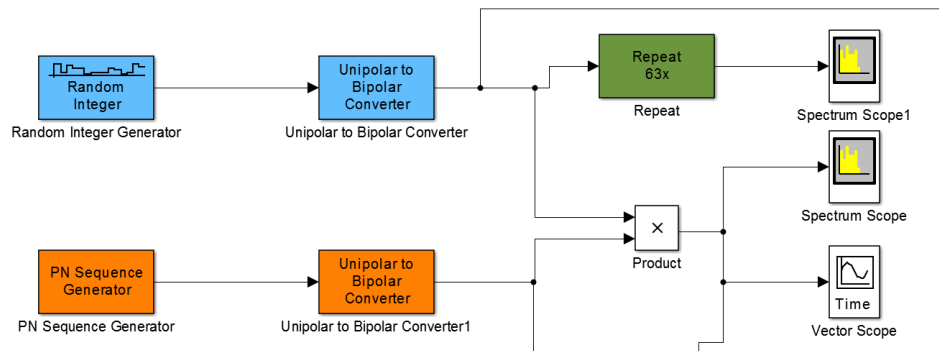 Random
Integer
Random Integer Generator
Unipolar to
Bipolar
Converter
Unipolar to Bipolar Converter
Repeat
63x
Repeat
Spectrum Scope1
Spectrum Scope
×
Product
PN Sequence
Generator
PN Sequence Generator
Unipolar to
Bipolar
Converter
Unipolar to Bipolar Converter1
Time
Vector Scope